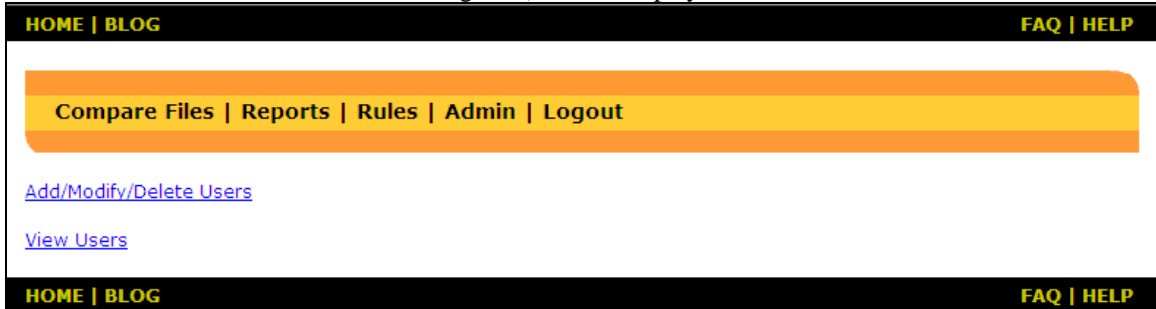 HOME | BLOG FAQ | HELP
Compare Files | Reports | Rules | Admin | Logout
Add/Modify/Delete Users
View Users
HOME | BLOG FAQ | HELP